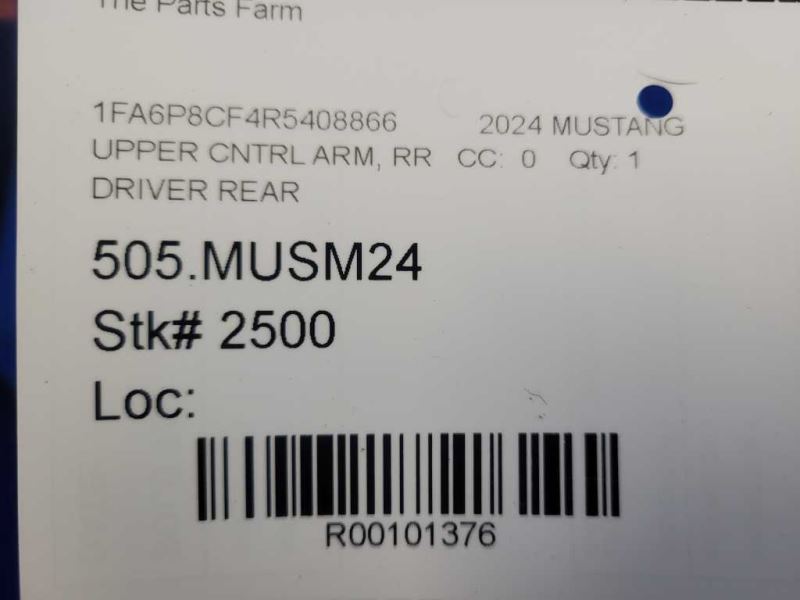 The Parts Farm
1FA6P8CF4R5408866 2024 MUSTANG
UPPER CNTRL ARM, RR CC: 0 Qty: 1
DRIVER REAR
505.MUSM24
Stk# 2500
Loc:
R00101376